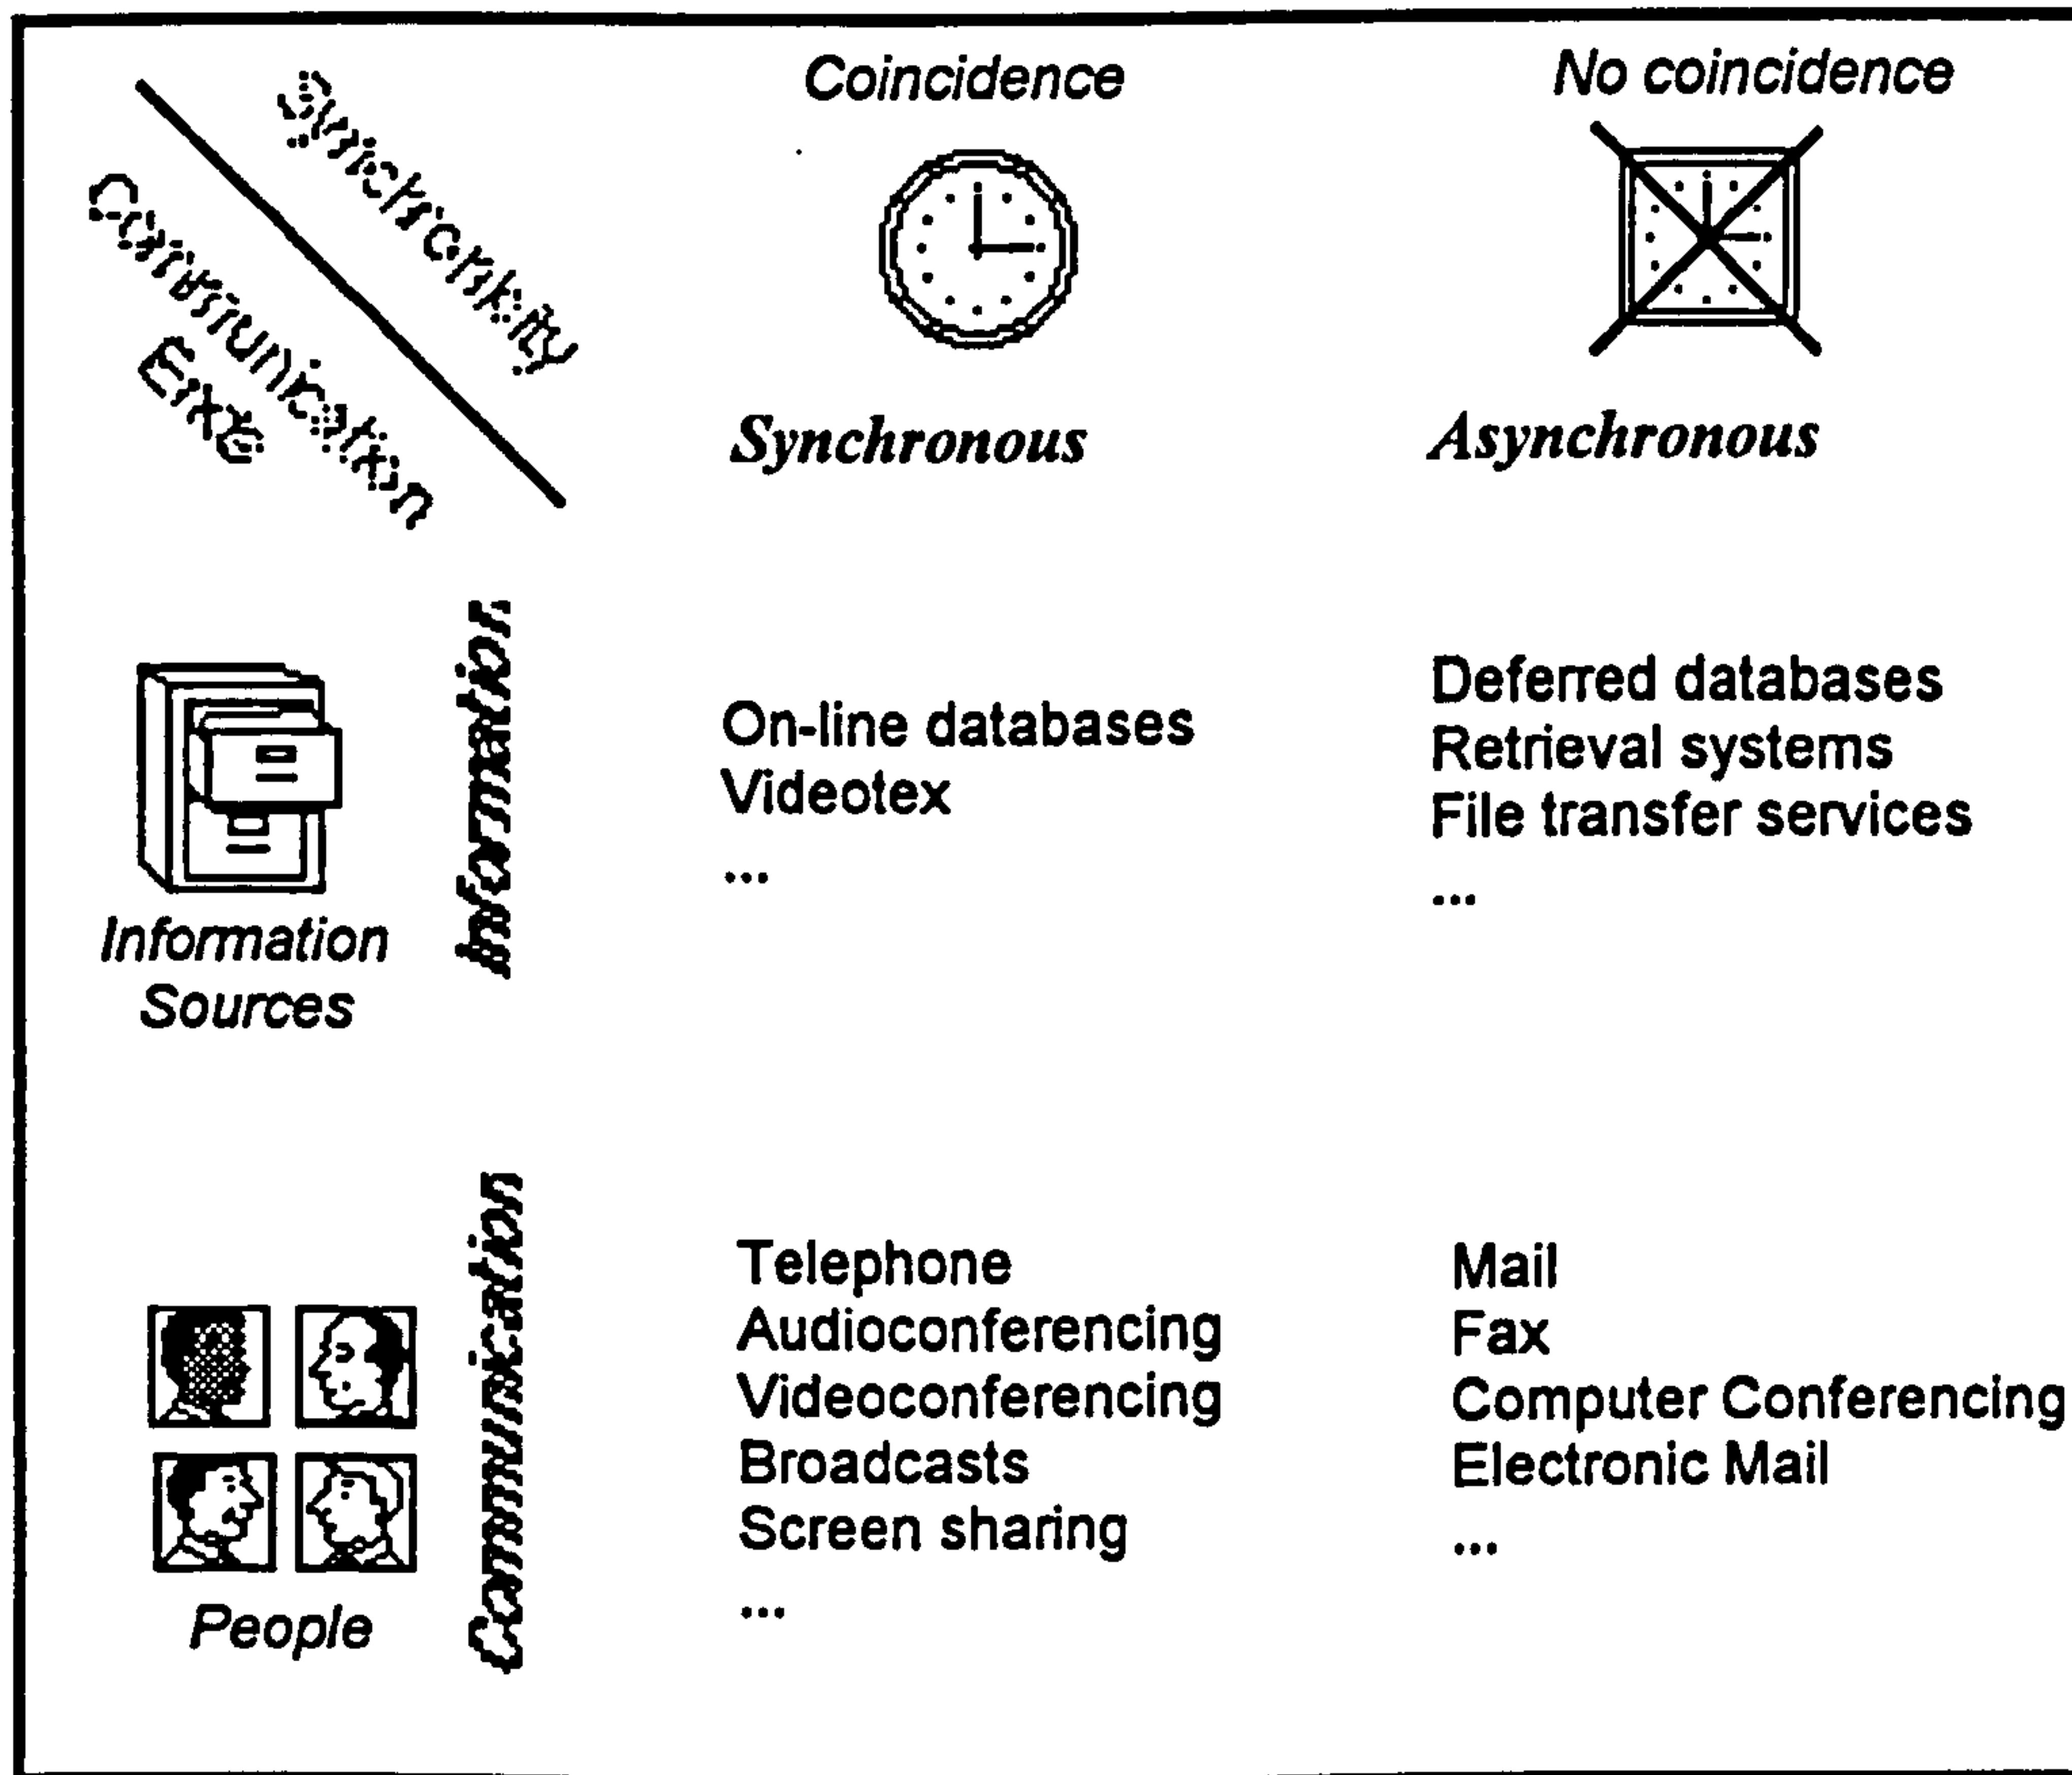 Coincidence
No coincidence
Synchronicity
Communication
Ends
Synchronous
Asynchronous
Information
Information
Sources
On-line databases
Videotex
...
Deferred databases
Retrieval systems
File transfer services
...
Communication
People
Telephone
Audioconferencing
Videoconferencing
Broadcasts
Screen sharing
...
Mail
Fax
Computer Conferencing
Electronic Mail
...